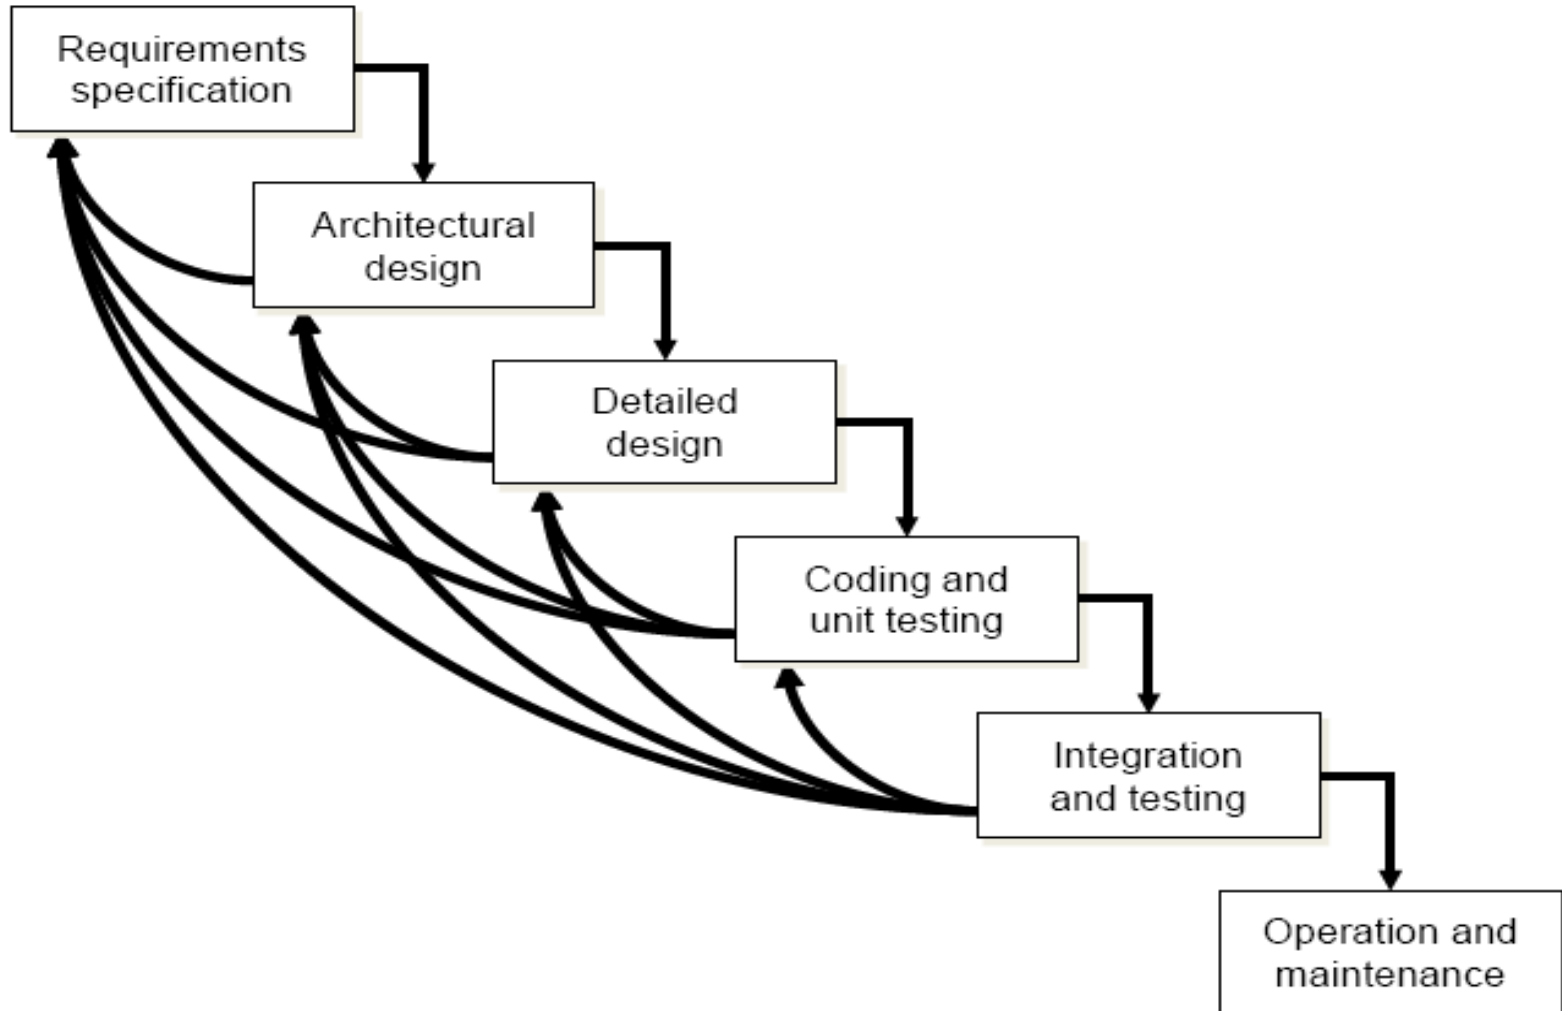 Requirements
specification
Architectural
design
Detailed
design
Coding and
unit testing
Integration
and testing
Operation and
maintenance